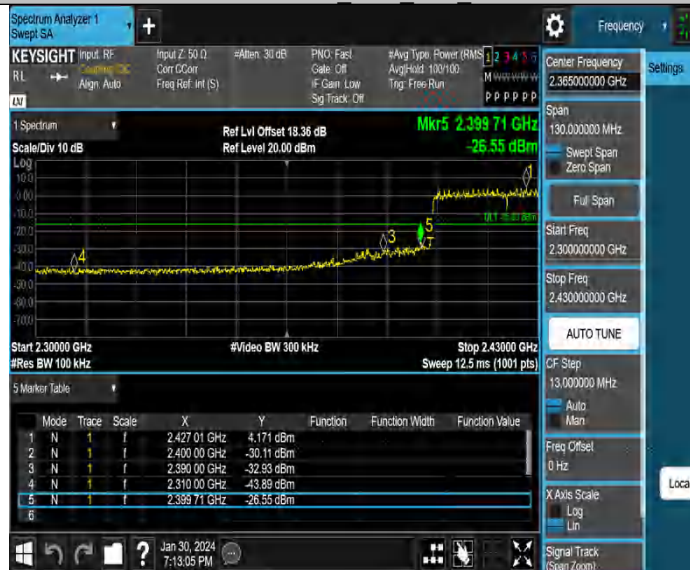 Spectrum Analyzer 1
Swept SA
+
Frequency
KEYSIGHT
Input: RF
Input Z: 50 Ω
#Atten: 30 dB
PNO: Fast
#Avg Type: Power (RMS
1 2 3 4 5 6
RL
Corr CCorr
Gate: Off
Avg|Hold: 100/100
M W W W W W
Align: Auto
Freq Ref: Int (S)
IF Gain: Low
Trig: Free Run
Sig Track: Off
P P P P P P
LXI
1 Spectrum
Ref Lvl Offset 18.36 dB
Mkr5 2.399 71 GHz
Scale/Div 10 dB
Ref Level 20.00 dBm
-26.55 dBm
Log
10.0
0.00
-10.0
-20.0
-30.0
-40.0
-50.0
-60.0
-70.0
1
3
4
5
Start 2.30000 GHz
#Video BW 300 kHz
Stop 2.43000 GHz
#Res BW 100 kHz
Sweep 12.5 ms (1001 pts)
5 Marker Table
Mode Trace Scale X Y Function Function Width Function Value
1 N 1 f 2.427 01 GHz 4.171 dBm
2 N 1 f 2.400 00 GHz -30.11 dBm
3 N 1 f 2.390 00 GHz -32.93 dBm
4 N 1 f 2.310 00 GHz -43.89 dBm
5 N 1 f 2.399 71 GHz -26.55 dBm
6
?
Jan 30, 2024
7:13:05 PM
Center Frequency
2.365000000 GHz
Settings
Span
130.000000 MHz
Swept Span
Zero Span
Full Span
Start Freq
2.300000000 GHz
Stop Freq
2.430000000 GHz
AUTO TUNE
CF Step
13.000000 MHz
Auto
Man
Freq Offset
0 Hz
Loca
X Axis Scale
Log
Lin
Signal Track
(Span Zoom)